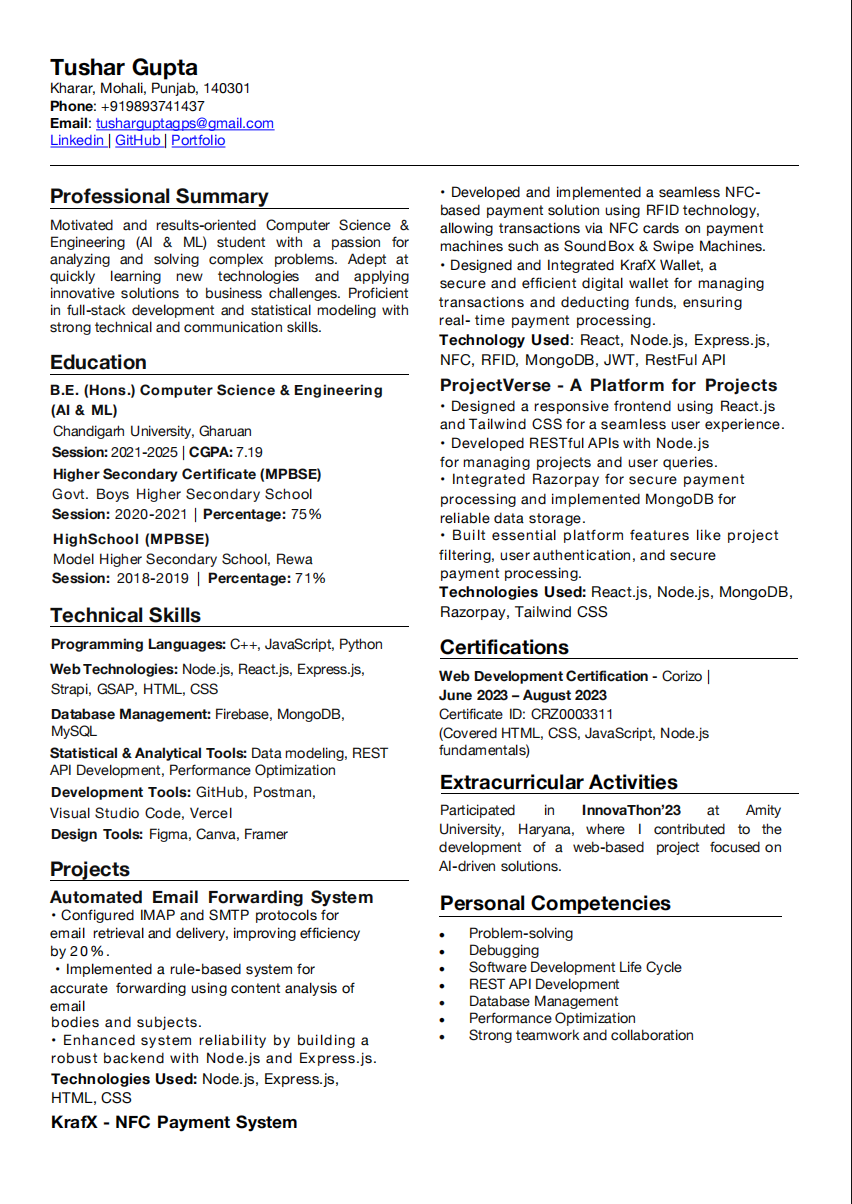 Tushar Gupta
Kharar, Mohali, Punjab, 140301
Phone: +919893741437
Email: tusharguptagps@gmail.com
Linkedin | GitHub | Portfolio
Professional Summary
Motivated and results-oriented Computer Science &
Engineering (AI & ML) student with a passion for
analyzing and solving complex problems. Adept at
quickly learning new technologies and applying
innovative solutions to business challenges. Proficient
in full-stack development and statistical modeling with
strong technical and communication skills.
Education
B.E. (Hons.) Computer Science & Engineering
(AI & ML)
Chandigarh University, Gharuan
Session: 2021-2025 | CGPA: 7.19
Higher Secondary Certificate (MPBSE)
Govt. Boys Higher Secondary School
Session: 2020-2021 | Percentage: 75%
HighSchool (MPBSE)
Model Higher Secondary School, Rewa
Session: 2018-2019 | Percentage: 71%
Technical Skills
Programming Languages: C++, JavaScript, Python
Web Technologies: Node.js, React.js, Express.js,
Strapi, GSAP, HTML, CSS
Database Management: Firebase, MongoDB,
MySQL
Statistical & Analytical Tools: Data modeling, REST
API Development, Performance Optimization
Development Tools: GitHub, Postman,
Visual Studio Code, Vercel
Design Tools: Figma, Canva, Framer
Projects
Automated Email Forwarding System
• Configured IMAP and SMTP protocols for
email retrieval and delivery, improving efficiency
by 20%.
• Implemented a rule-based system for
accurate forwarding using content analysis of
email
bodies and subjects.
• Enhanced system reliability by building a
robust backend with Node.js and Express.js.
Technologies Used: Node.js, Express.js,
HTML, CSS
KrafX - NFC Payment System
• Developed and implemented a seamless NFC-
based payment solution using RFID technology,
allowing transactions via NFC cards on payment
machines such as SoundBox & Swipe Machines.
• Designed and Integrated KrafX Wallet, a
secure and efficient digital wallet for managing
transactions and deducting funds, ensuring
real- time payment processing.
Technology Used: React, Node.js, Express.js,
NFC, RFID, MongoDB, JWT, RestFul API
ProjectVerse - A Platform for Projects
• Designed a responsive frontend using React.js
and Tailwind CSS for a seamless user experience.
• Developed RESTful APIs with Node.js
for managing projects and user queries.
• Integrated Razorpay for secure payment
processing and implemented MongoDB for
reliable data storage.
• Built essential platform features like project
filtering, user authentication, and secure
payment processing.
Technologies Used: React.js, Node.js, MongoDB,
Razorpay, Tailwind CSS
Certifications
Web Development Certification - Corizo |
June 2023 – August 2023
Certificate ID: CRZ0003311
(Covered HTML, CSS, JavaScript, Node.js
fundamentals)
Extracurricular Activities
Participated in InnovaThon’23 at Amity
University, Haryana, where I contributed to the
development of a web-based project focused on
AI-driven solutions.
Personal Competencies
• Problem-solving
• Debugging
• Software Development Life Cycle
• REST API Development
• Database Management
• Performance Optimization
• Strong teamwork and collaboration